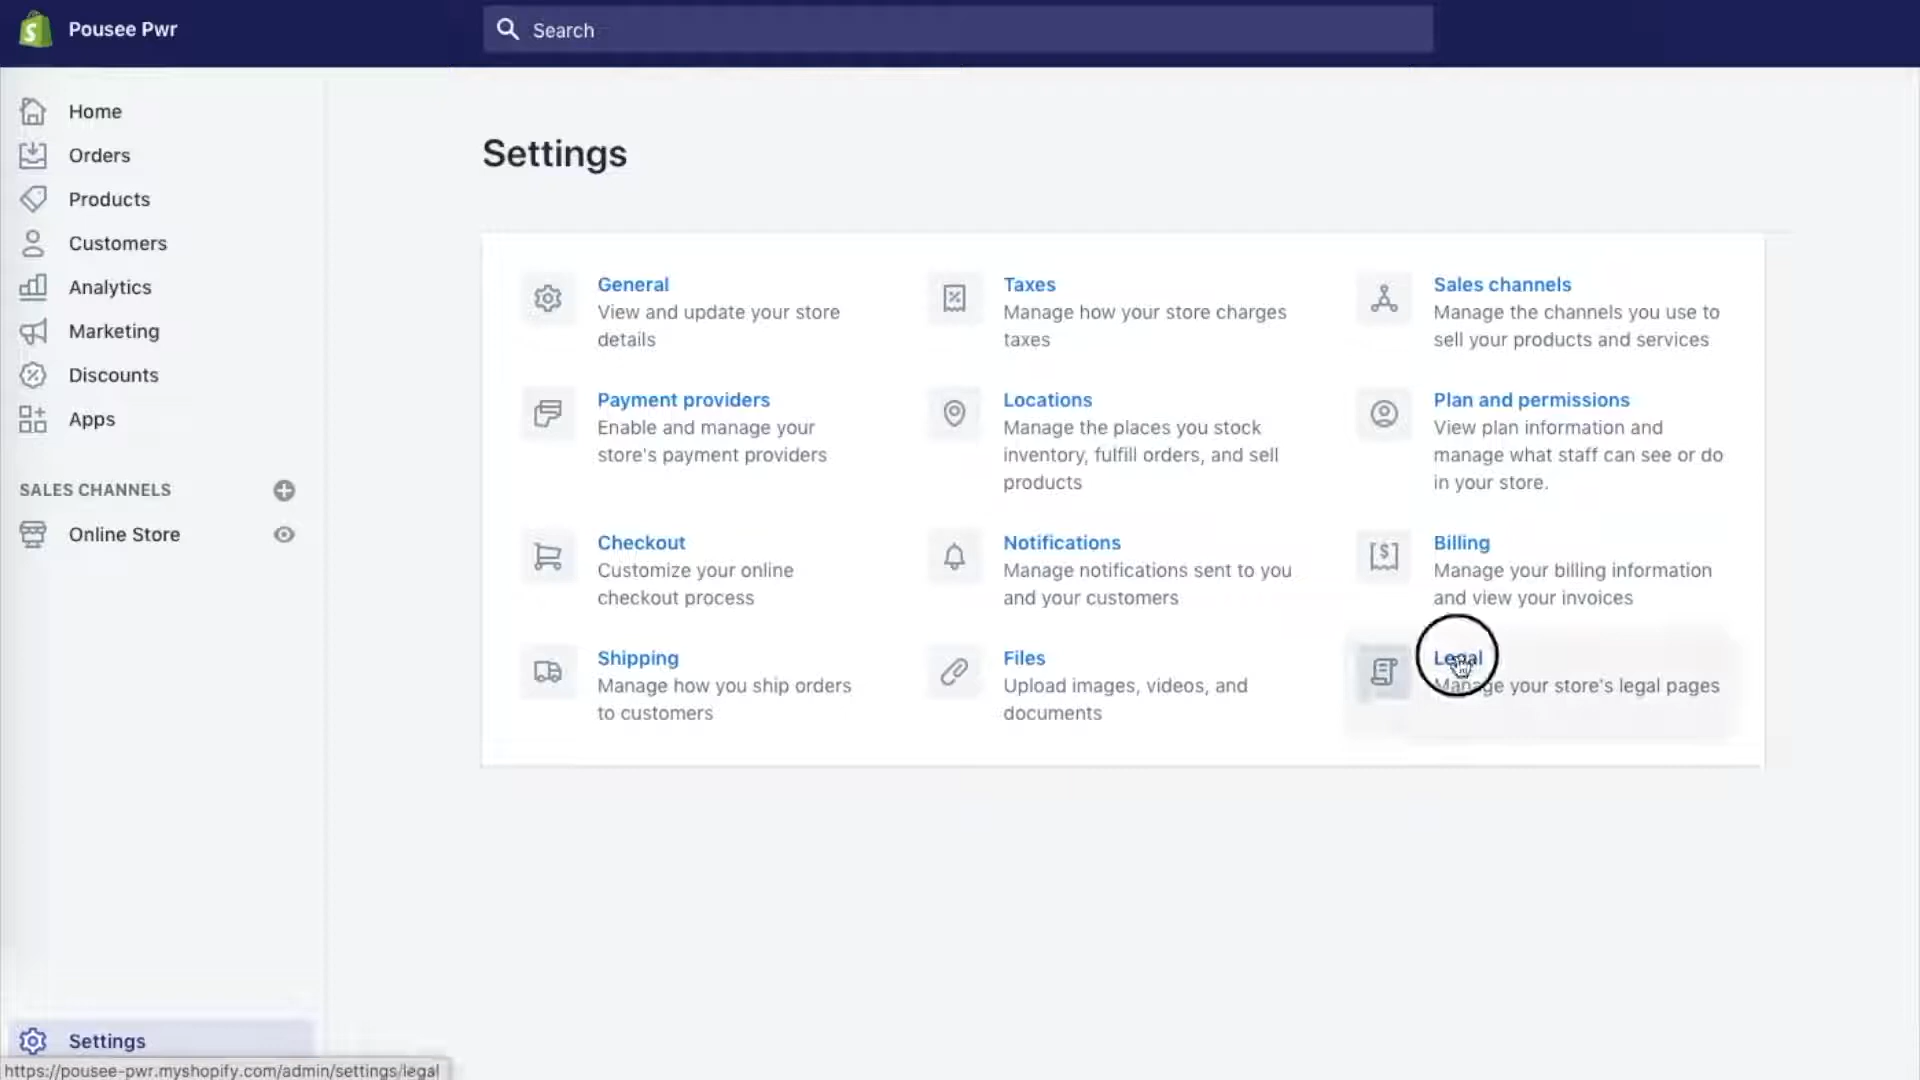 Pousee Pwr
Search
Home
Orders
Products
Customers
Analytics
Marketing
Discounts
Apps
SALES CHANNELS
Online Store
Settings
Settings
General
View and update your store
details
Payment providers
Enable and manage your
store's payment providers
Checkout
Customize your online
checkout process
Shipping
Manage how you ship orders
to customers
Taxes
Manage how your store charges
taxes
Locations
Manage the places you stock
inventory, fulfill orders, and sell
products
Notifications
Manage notifications sent to you
and your customers
Files
Upload images, videos, and
documents
Sales channels
Manage the channels you use to
sell your products and services
Plan and permissions
View plan information and
manage what staff can see or do
in your store.
Billing
Manage your billing information
and view your invoices
Legal
Manage your store's legal pages
https://pousee-pwr.myshopify.com/admin/settings/legal